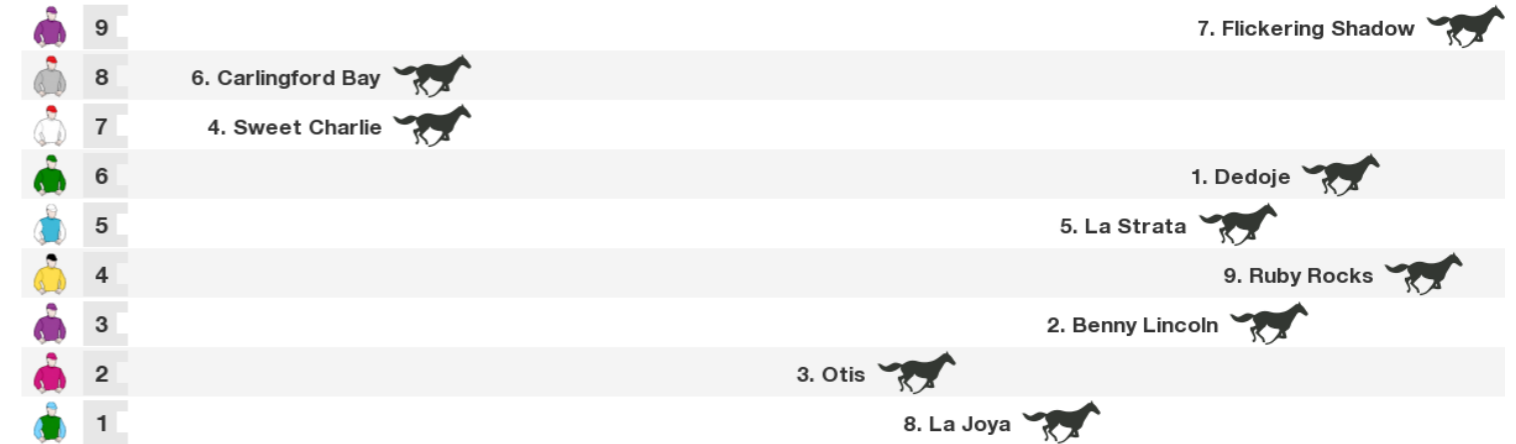 9 7. Flickering Shadow
8 6. Carlingford Bay
7 4. Sweet Charlie
6 1. Dedoje
5 5. La Strata
4 9. Ruby Rocks
3 2. Benny Lincoln
2 3. Otis
1 8. La Joya